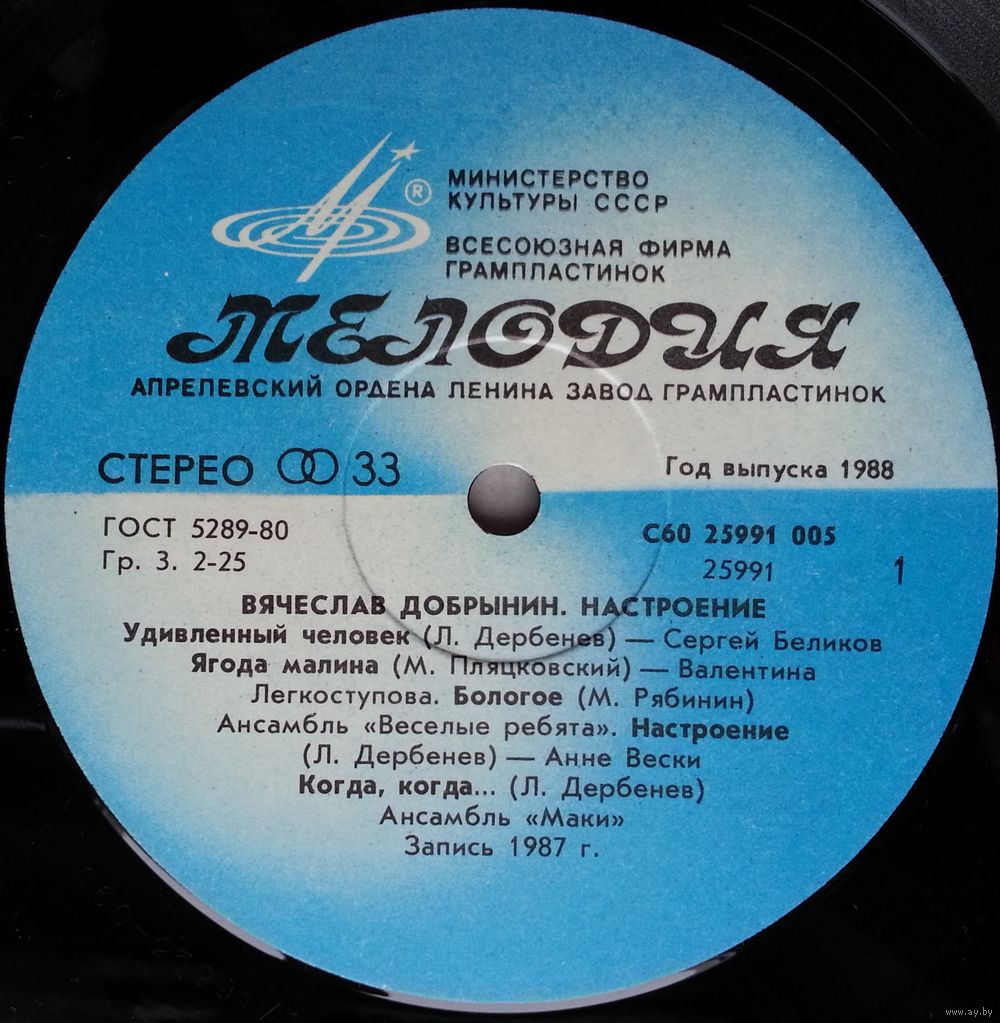 ®
МИНИСТЕРСТВО
КУЛЬТУРЫ СССР
ВСЕСОЮЗНАЯ ФИРМА
ГРАМПЛАСТИНОК
МЕЛОДИЯ
АПРЕЛЕВСКИЙ ОРДЕНА ЛЕНИНА ЗАВОД ГРАМПЛАСТИНОК
СТЕРЕО 33
Год выпуска 1988
ГОСТ 5289-80
Гр. 3. 2-25
С60 25991 005
25991
1
ВЯЧЕСЛАВ ДОБРЫНИН. НАСТРОЕНИЕ
Удивленный человек (Л. Дербенев) — Сергей Беликов
Ягода малина (М. Пляцковский) — Валентина
Легкоступова. Бологое (М. Рябинин)
Ансамбль «Веселые ребята». Настроение
(Л. Дербенев) — Анне Вески
Когда, когда... (Л. Дербенев)
Ансамбль «Маки»
Запись 1987 г.
www.ay.by